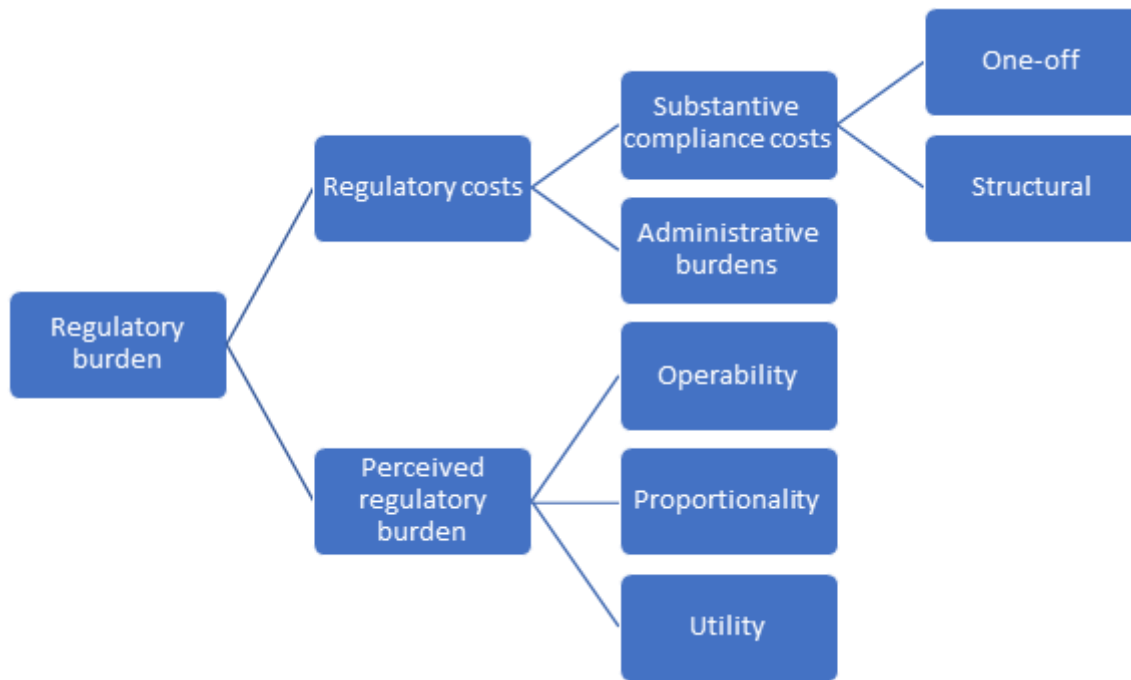 One-off
Substantive
compliance costs
Structural
Regulatory costs
Administrative
burdens
Regulatory
burden
Operability
Perceived
regulatory
burden
Proportionality
Utility